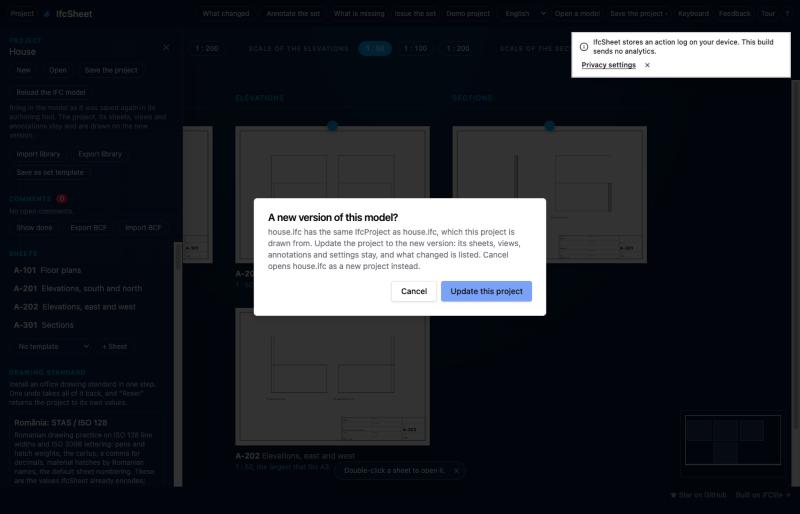 Project IfcSheet What changed Annotate the set What is missing Issue the set Demo project English Open a model Save the project Keyboard Feedback Tour ?
PROJECT
House
New Open Save the project
Reload the IFC model
Bring in the model as it was saved again in its
authoring tool. The project, its sheets, views and
annotations stay and are drawn on the new
version.
Import library Export library
Save as set template
COMMENTS 0
No open comments.
Show done Export BCF Import BCF
SHEETS
A-101 Floor plans
A-201 Elevations, south and north
A-202 Elevations, east and west
A-301 Sections
No template + Sheet
DRAWING STANDARD
Install an office drawing standard in one step.
One undo takes all of it back, and "Reset"
returns the project to its own values.
România: STAS / ISO 128
Romanian drawing practice on ISO 128 line
widths and ISO 3098 lettering: pens and
hatch weights, the cartuș, a comma for
decimals, material hatches by Romanian
names, the default sheet numbering. These
are the values IfcSheet already encodes;
1 : 200 SCALE OF THE ELEVATIONS 1 : 50 1 : 100 1 : 200 SCALE OF THE SEC
IfcSheet stores an action log on your device. This build
sends no analytics.
Privacy settings ×
ELEVATIONS SECTIONS
A-20
A new version of this model?
house.ifc has the same IfcProject as house.ifc, which this project is
drawn from. Update the project to the new version: its sheets, views,
annotations and settings stay, and what changed is listed. Cancel
opens house.ifc as a new project instead.
Cancel Update this project
A-202 Elevations, east and west
1 : 50, the largest that fits A3
Double-click a sheet to open it. ×
★ Star on GitHub Built on IFClite